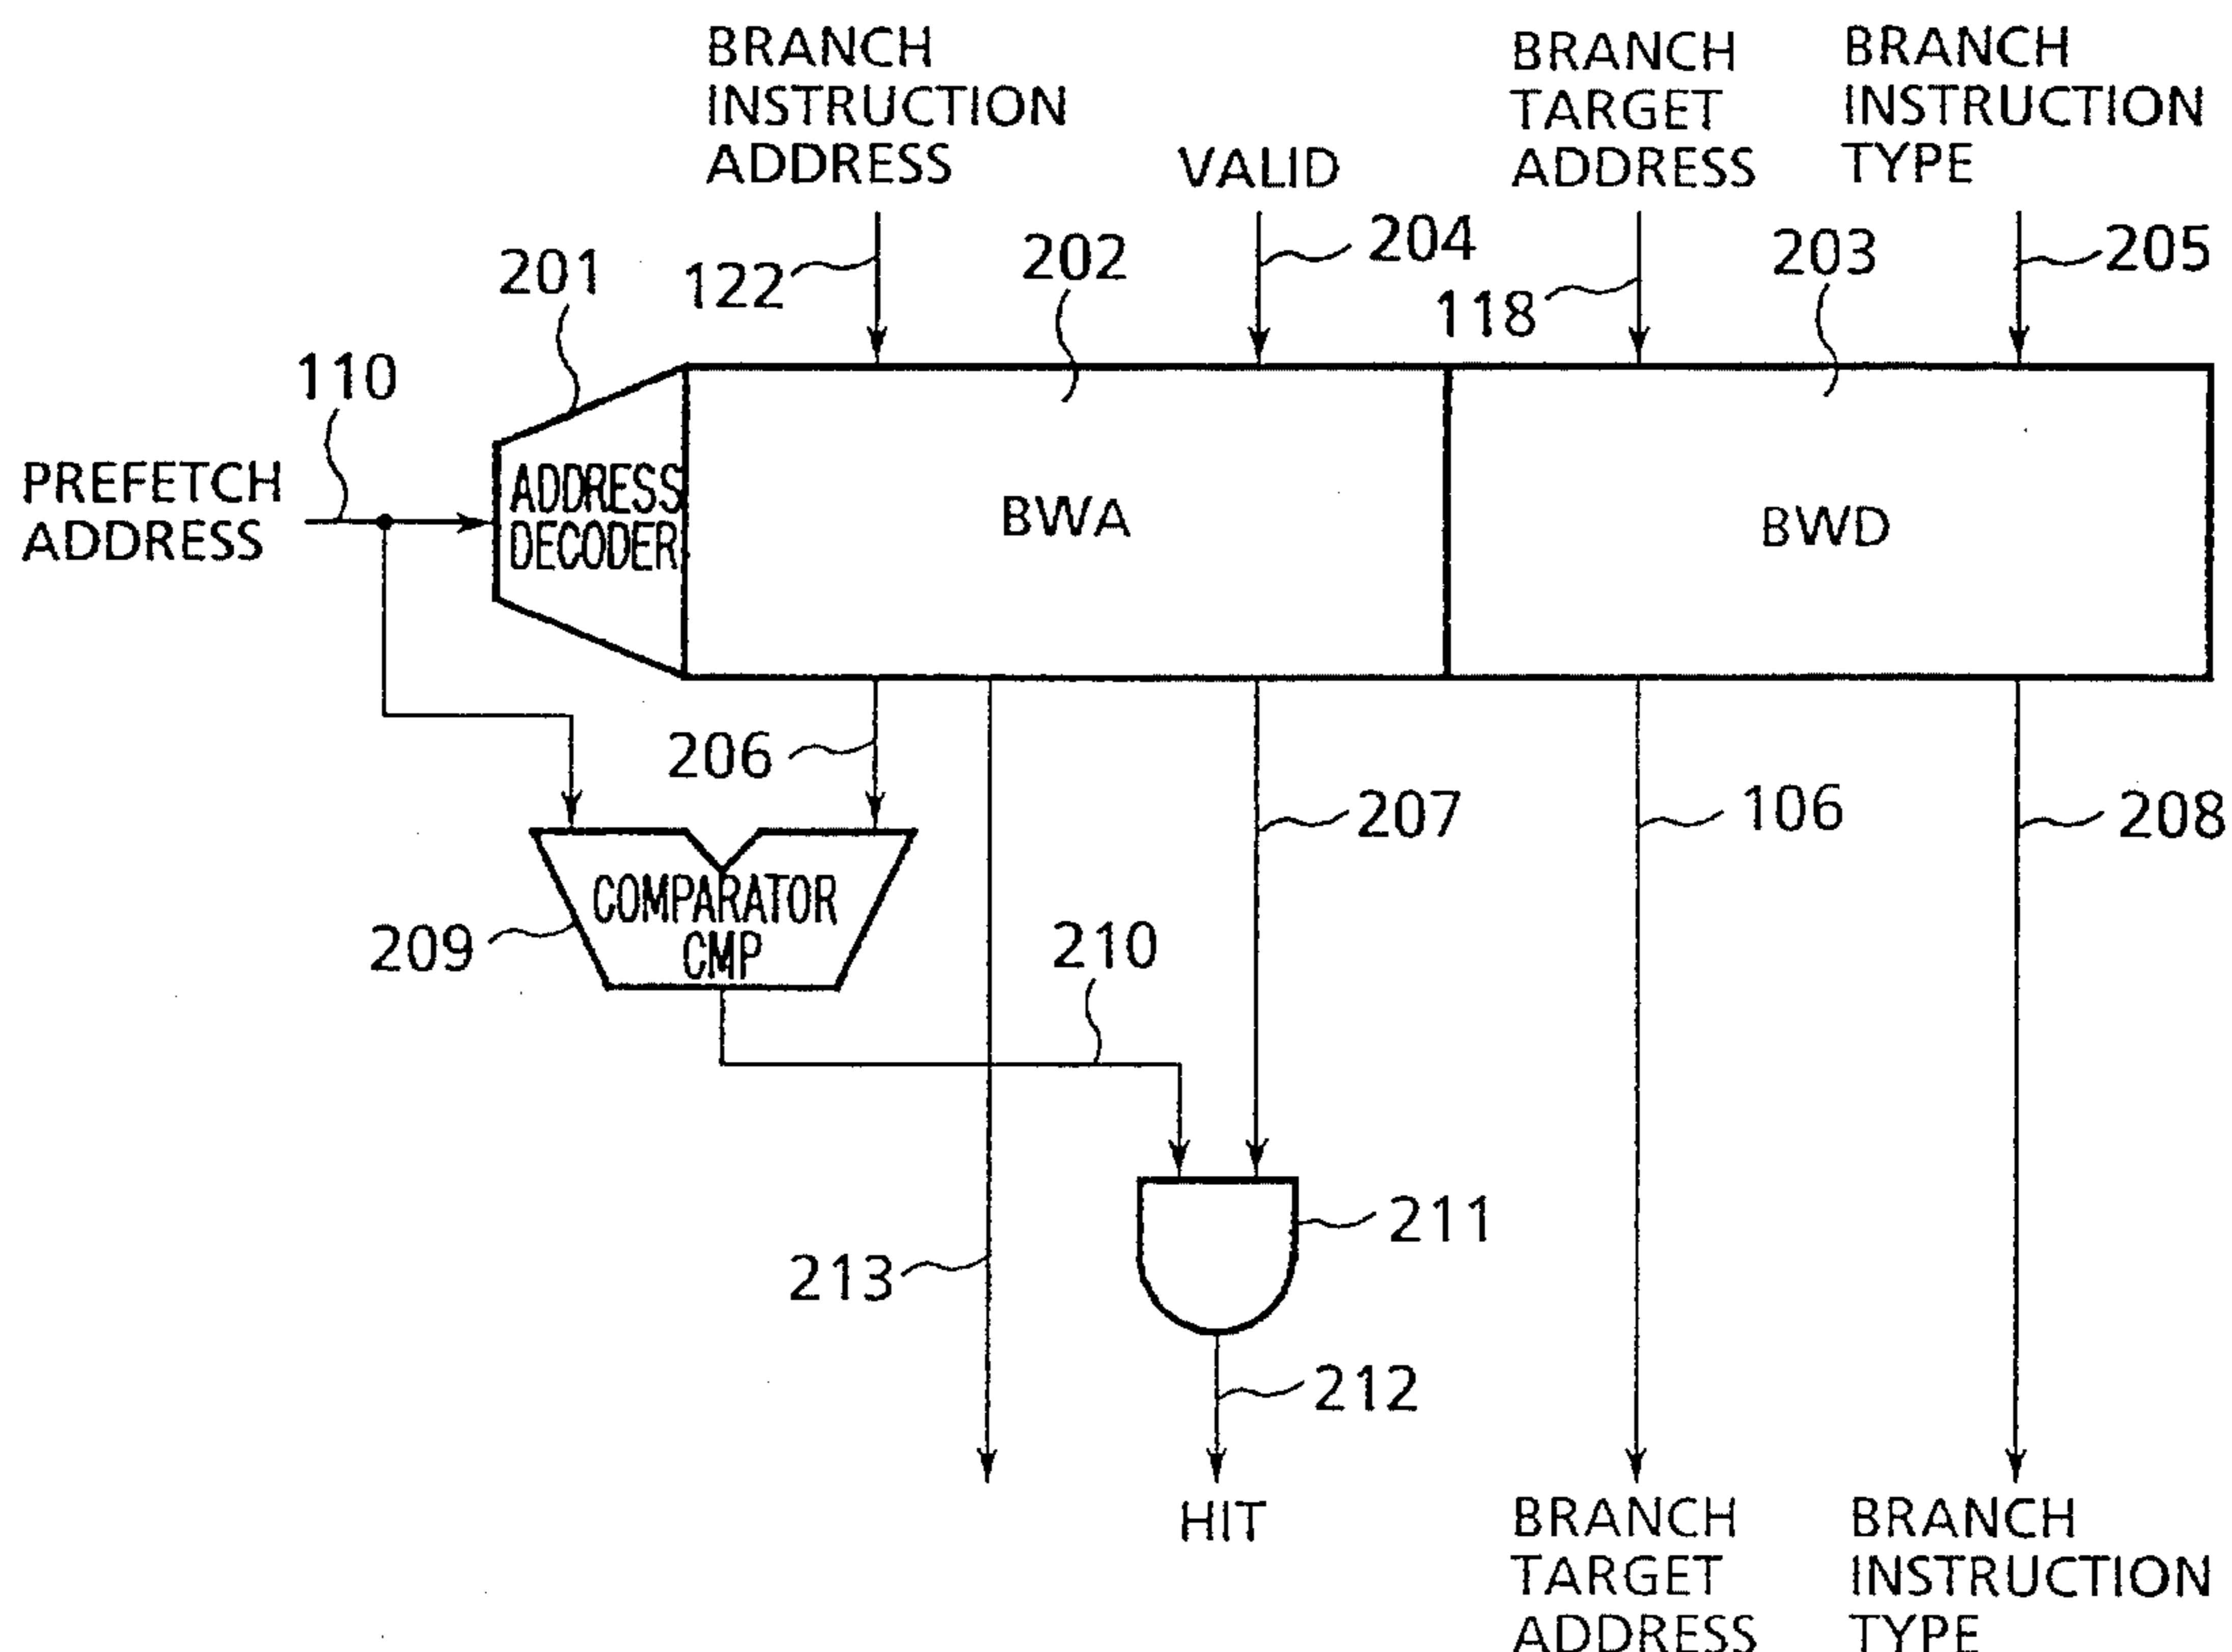 BRANCH
INSTRUCTION
ADDRESS
VALID
BRANCH
TARGET
ADDRESS
BRANCH
INSTRUCTION
TYPE
201
122
202
204
118
203
205
110
PREFETCH
ADDRESS
ADDRESS
DECODER
BWA
BWD
206
207
106
208
COMPARATOR
CMP
209
210
211
213
212
HIT
BRANCH
TARGET
ADDRESS
BRANCH
INSTRUCTION
TYPE